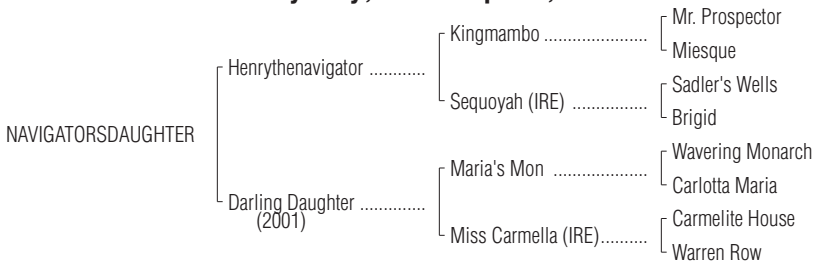 Mr. Prospector
Kingmambo ......................
Miesque
Henrythenavigator ............
Sadler's Wells
Sequoyah (IRE) ................
Brigid
NAVIGATORSDAUGHTER
Wavering Monarch
Maria's Mon ....................
Carlotta Maria
Darling Daughter ..............
(2001)
Carmelite House
Miss Carmella (IRE)..........
Warren Row